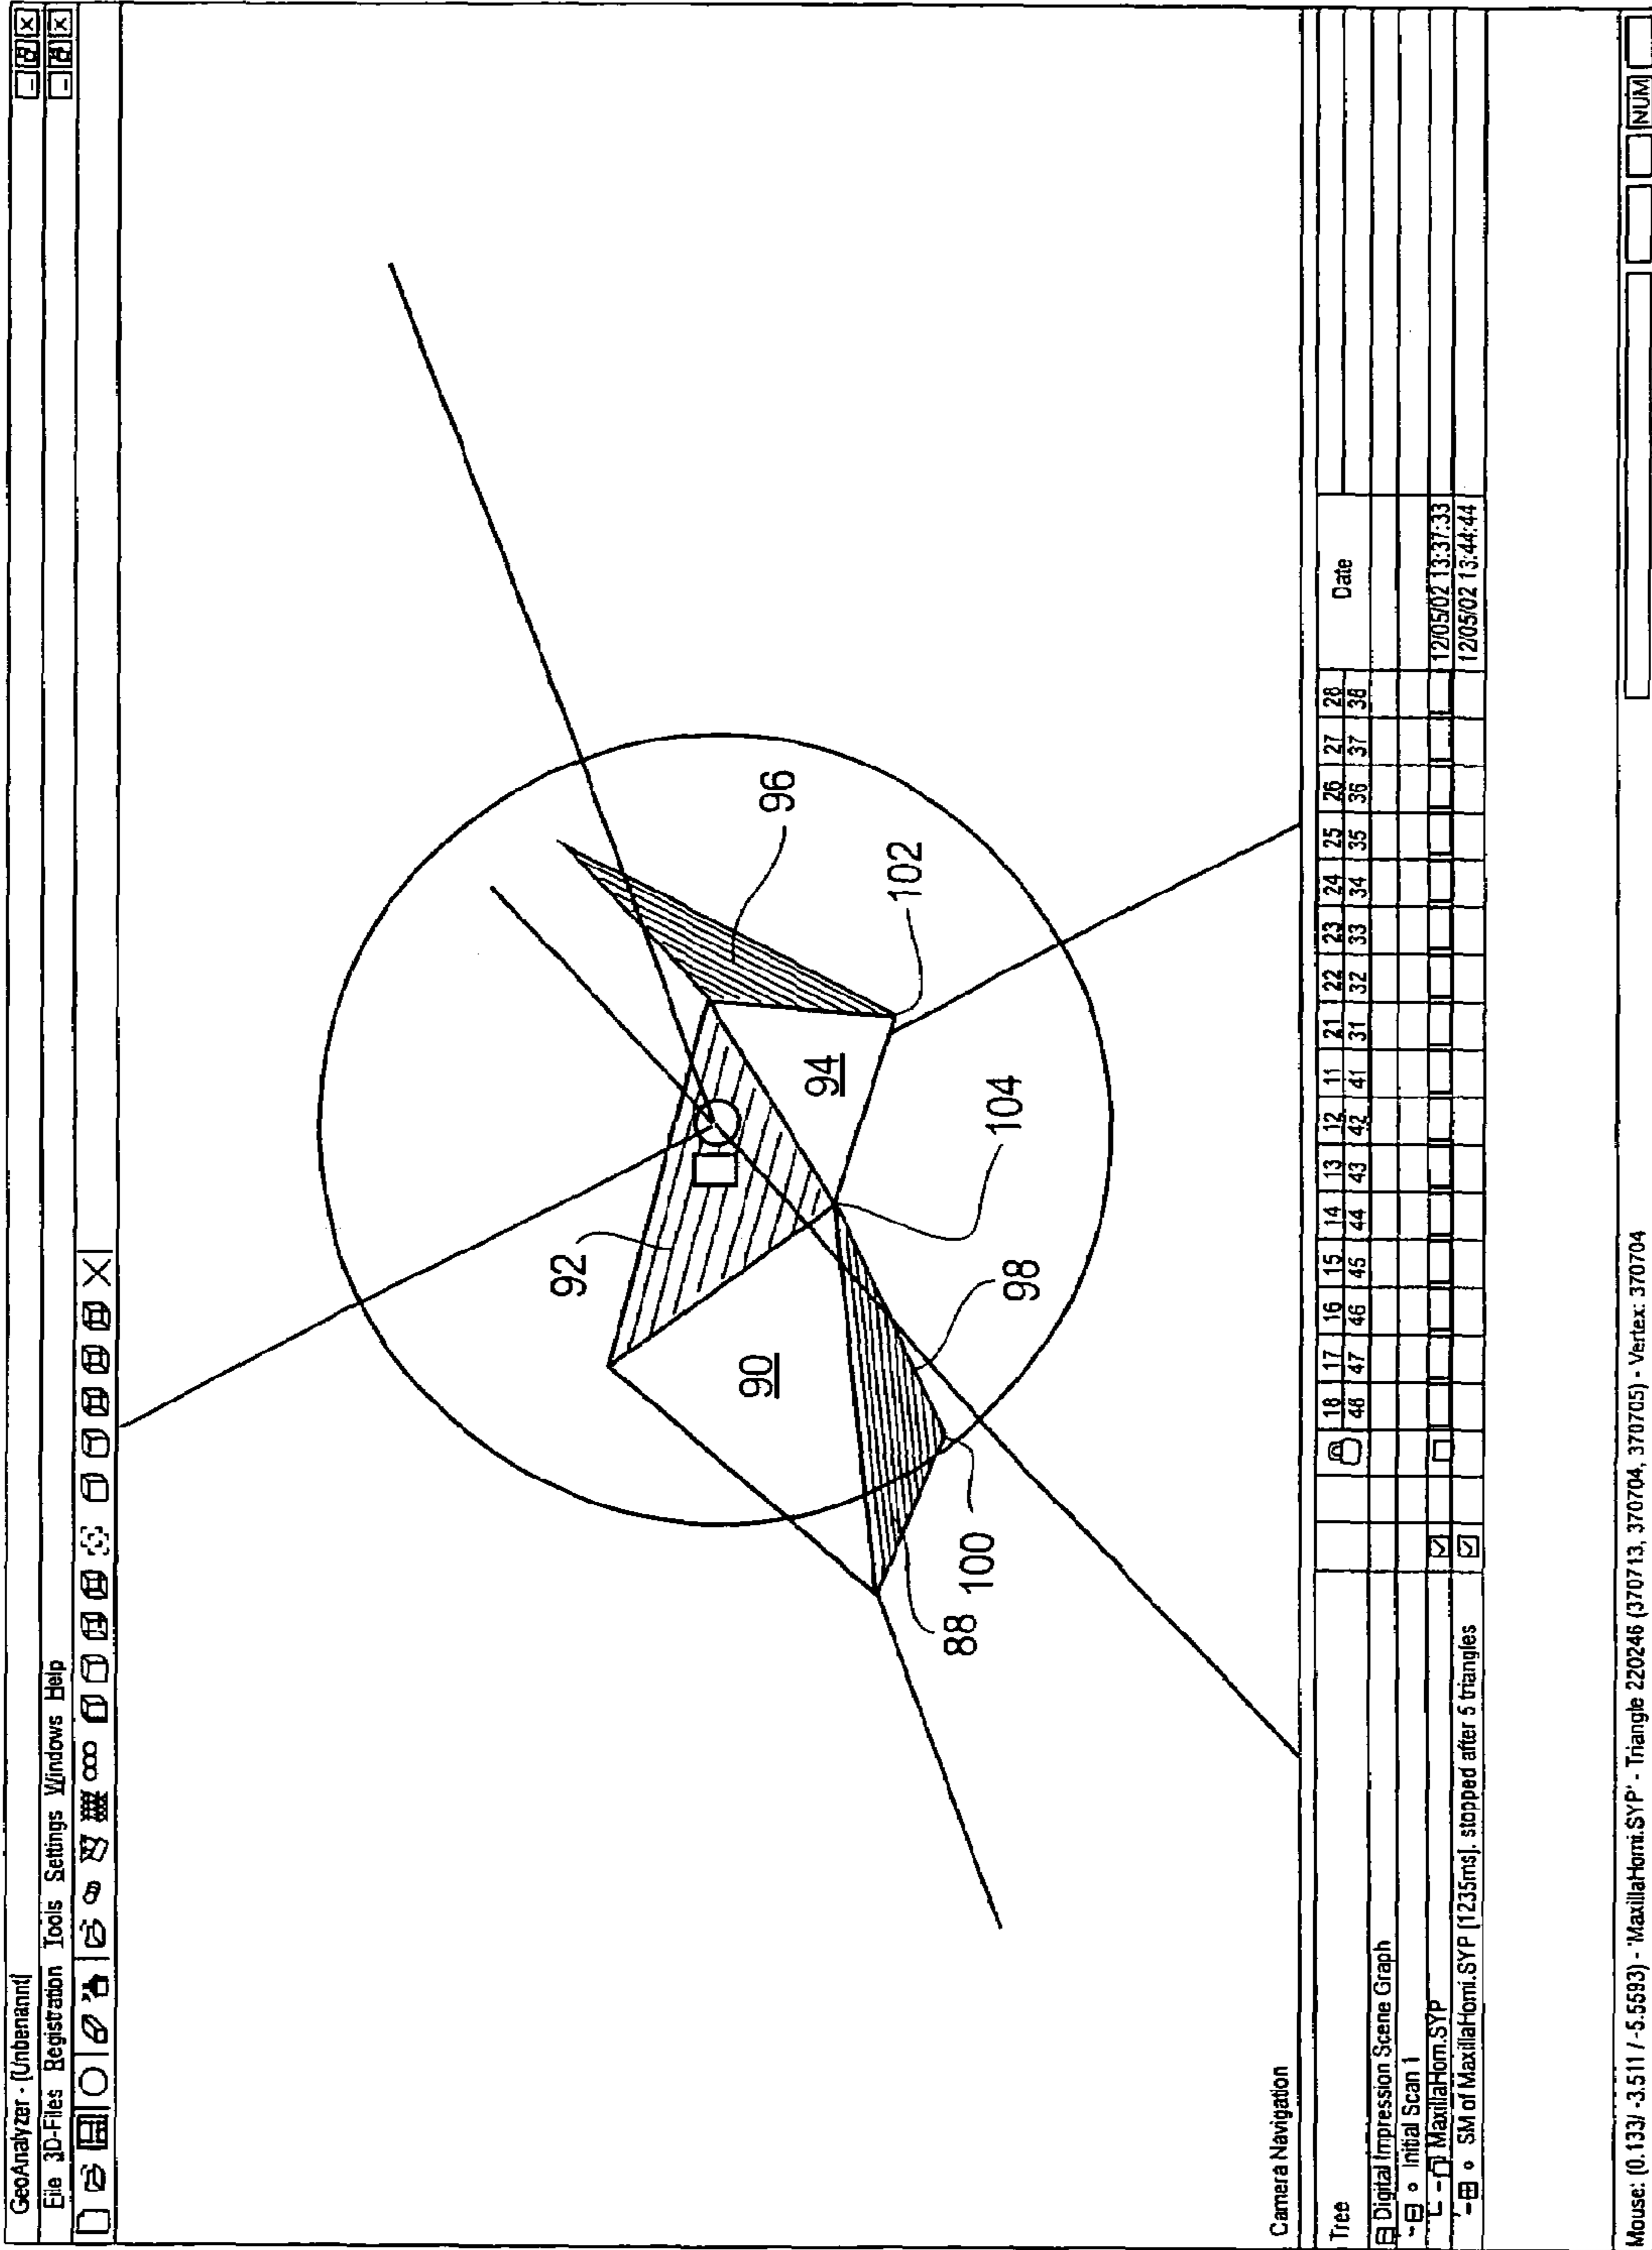 GeoAnalyzer - [Unbenannt]
File 3D-Files Registration Tools Settings Windows Help
92
96
90
94
102
104
98
88
100
Camera Navigation
Tree 18 17 16 15 14 13 12 11 21 22 23 24 25 26 27 28 Date
48 47 46 45 44 43 42 41 31 32 33 34 35 36 37 38
Digital Impression Scene Graph
Initial Scan 1
MaxillaHorn.SYP 12/05/02 13:37:33
SM of MaxillaHorni.SYP [1235ms]. stopped after 5 triangles 12/05/02 13:44:44
Mouse: (0.133/ -3.511 / -5.5593) - 'MaxillaHorni.SYP' - Triangle 220246 (370713, 370704, 370705) - Vertex: 370704 NUM